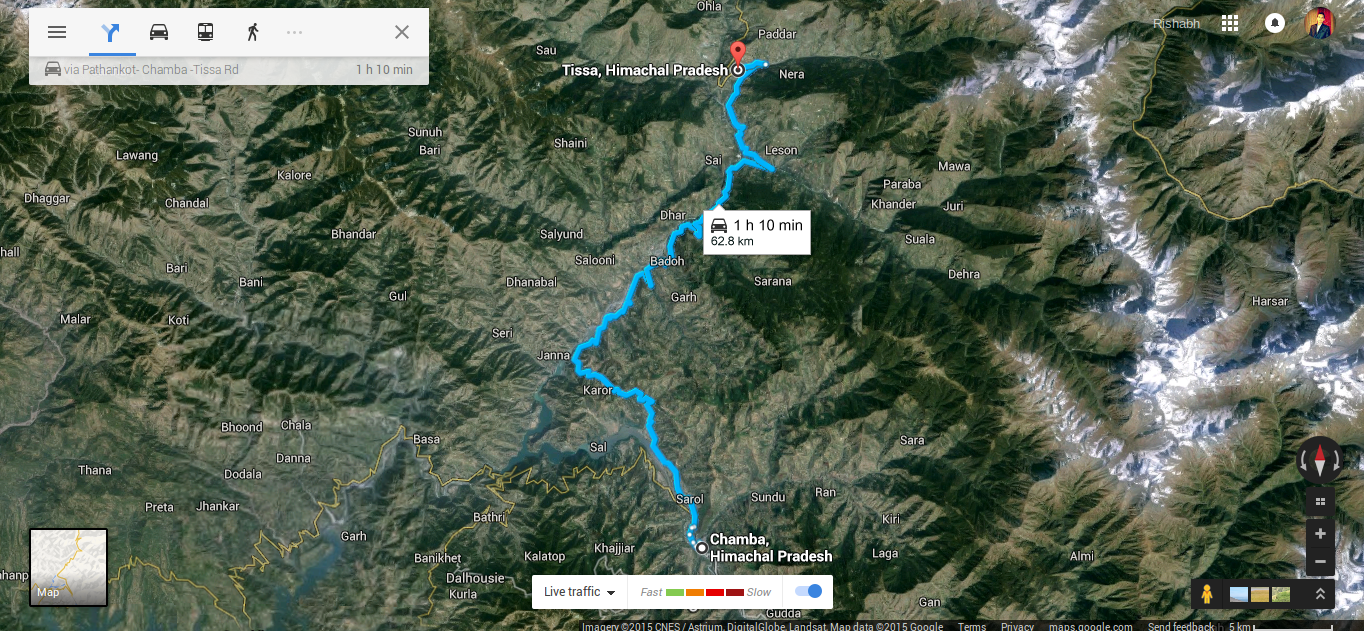 Ohla
Rishabh
Paddar
Sau
via Pathankot- Chamba -Tissa Rd 1 h 10 min
Tissa, Himachal Pradesh
Nera
Sunuh
Bari
Shaini
Lawang
Leson
Sai
Mawa
Kalore
Paraba
Dhaggar
Chandal
Khander
Juri
Dhar
1 h 10 min
62.8 km
Bhandar
Salyund
Suala
hall
Salooni
Badoh
Bari
Dehra
Bani
Dhanabal
Sarana
Gul
Garh
Harsar
Malar
Koti
Seri
Janna
Karor
Bhoond
Chala
Basa
Sara
Sal
Danna
Thana
Dodala
Sarol
Sundu
Ran
Preta
Jhankar
Bathri
Kiri
Garh
Chamba,
Himachal Pradesh
Khajjiar
Banikhet
Kalatop
Laga
Almi
hanp
Dalhousie
Map
Kurla
Live traffic
Fast
Slow
Gan
Gudda
Imagery ©2015 CNES / Astrium, DigitalGlobe, Landsat, Map data ©2015 Google Terms Privacy maps.google.com Send feedback 5 km